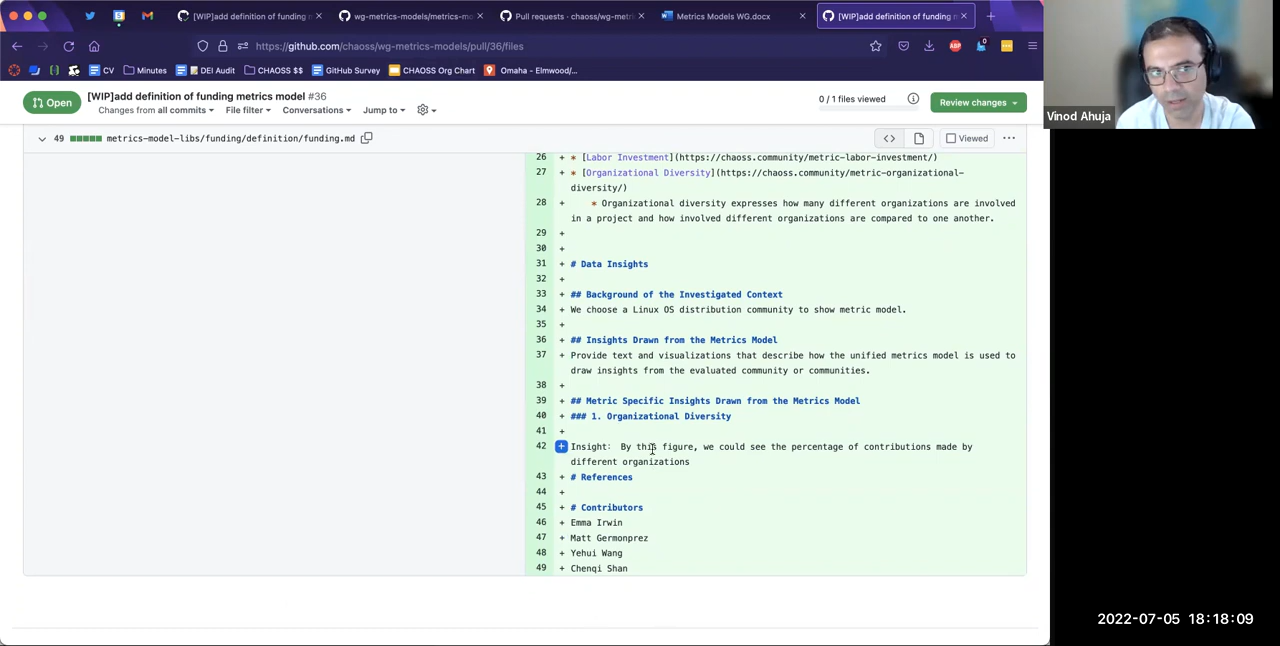 [WIP]add definition of funding n
wg-metrics-models/metrics-mo
Pull requests · chaoss/wg-metric
Metrics Models WG.docx
[WIP]add definition of funding n
https://github.com/chaoss/wg-metrics-models/pull/36/files
CV
Minutes
DEI Audit
CHAOSS $$
GitHub Survey
CHAOSS Org Chart
Omaha - Elmwood/...
Open
[WIP]add definition of funding metrics model #36
Changes from all commits
File filter
Conversations
Jump to
0 / 1 files viewed
Review changes
49
metrics-model-libs/funding/definition/funding.md
Viewed
26 + * [Labor Investment](https://chaoss.community/metric-labor-investment/)
27 + * [Organizational Diversity](https://chaoss.community/metric-organizational-
diversity/)
28 + * Organizational diversity expresses how many different organizations are involved
in a project and how involved different organizations are compared to one another.
29 +
30 +
31 + # Data Insights
32 +
33 + ## Background of the Investigated Context
34 + We choose a Linux OS distribution community to show metric model.
35 +
36 + ## Insights Drawn from the Metrics Model
37 + Provide text and visualizations that describe how the unified metrics model is used to
draw insights from the evaluated community or communities.
38 +
39 + ## Metric Specific Insights Drawn from the Metrics Model
40 + ### 1. Organizational Diversity
41 +
42 + Insight: By this figure, we could see the percentage of contributions made by
different organizations
43 + # References
44 +
45 + # Contributors
46 + Emma Irwin
47 + Matt Germonprez
48 + Yehui Wang
49 + Chenqi Shan
Vinod Ahuja
2022-07-05 18:18:09